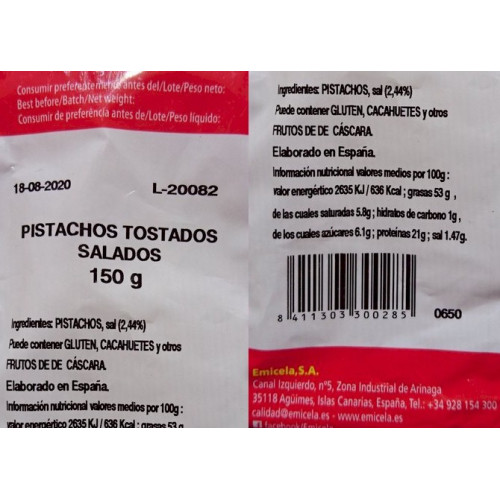 Consumir preferentemente antes del/Lote/Peso neto:
Best before/Batch/Net weight:
Consumir de preferência antes de/Lote/Peso líquido:
18-08-2020 L-20082
PISTACHOS TOSTADOS
SALADOS
150 g
Ingredientes: PISTACHOS, sal (2,44%)
Puede contener GLUTEN, CACAHUETES y otros
FRUTOS DE DE CÁSCARA.
Elaborado en España.
Información nutricional valores medios por 100g:
valor energértico 2635 KJ / 636 Kcal ; grasas 53 g
Ingredientes: PISTACHOS, sal (2,44%)
Puede contener GLUTEN, CACAHUETES y otros
FRUTOS DE DE CÁSCARA.
Elaborado en España.
Información nutricional valores medios por 100g:
valor energértico 2635 KJ / 636 Kcal ; grasas 53 g ,
de las cuales saturadas 5.8g ; hidratos de carbono 1g ,
de los cuales azúcares 6.1g ; proteínas 21g ; sal 1.47g.
8 411303 300285 0650
Emicela,S.A.
Canal Izquierdo, nº5, Zona Industrial de Arinaga
35118 Agüimes, Islas Canarias, España, Tel.: +34 928 154 300
calidad@emicela.es - www.emicela.es
facebook/Emicela